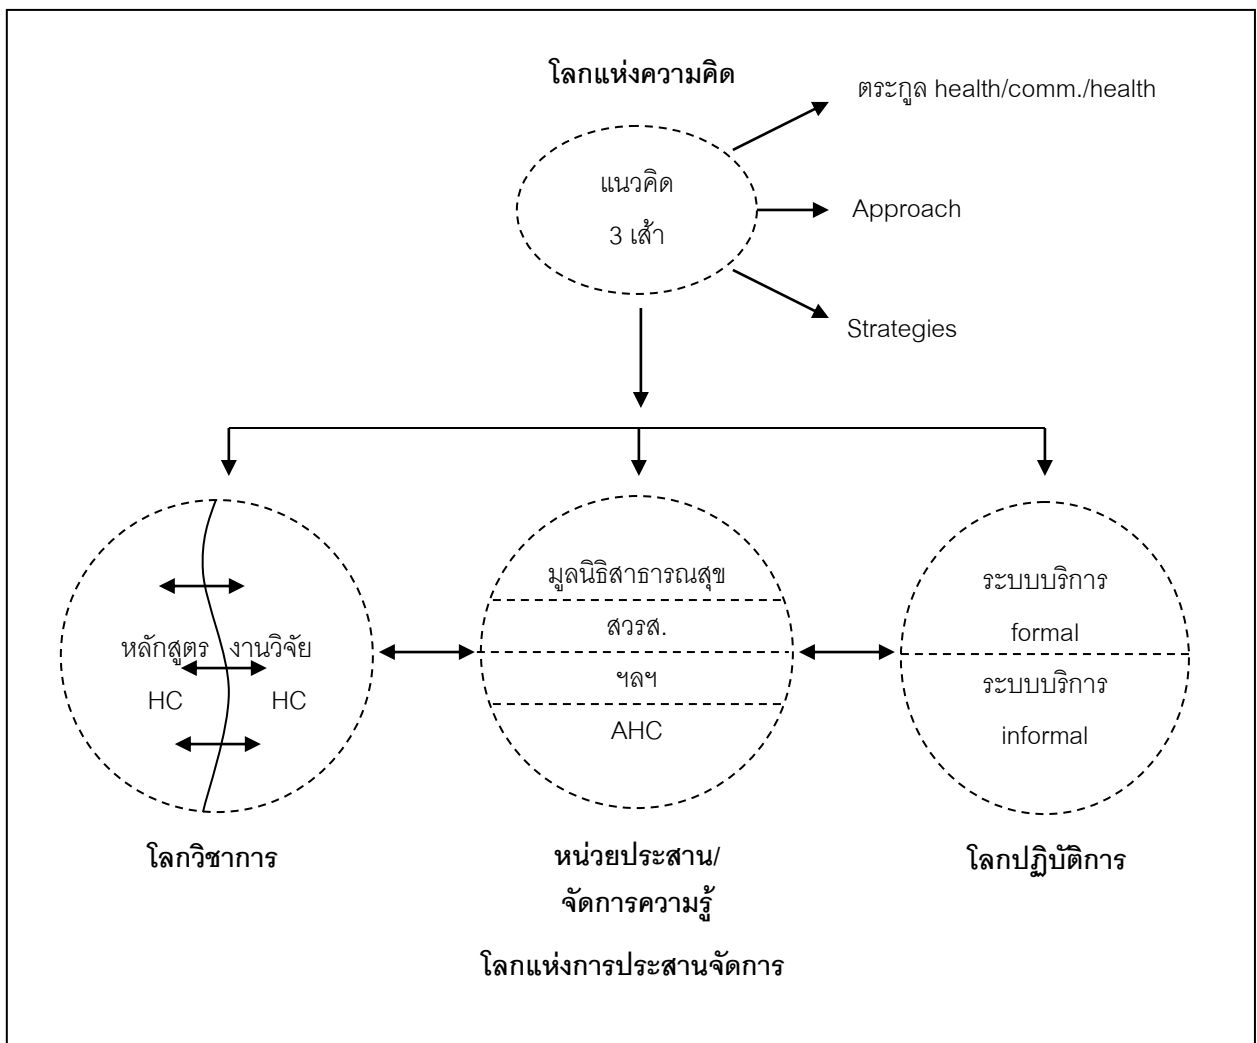 โลกแห่งความคิด
ตระกูล health/comm./health
แนวคิด
3 เส้า
Approach
Strategies
หลักสูตร งานวิจัย
HC HC
มูลนิธิสาธารณสุข
สวรส.
ฯลฯ
AHC
ระบบบริการ
formal
ระบบบริการ
informal
โลกวิชาการ
หน่วยประสาน/
จัดการความรู้
โลกปฏิบัติการ
โลกแห่งการประสานจัดการ